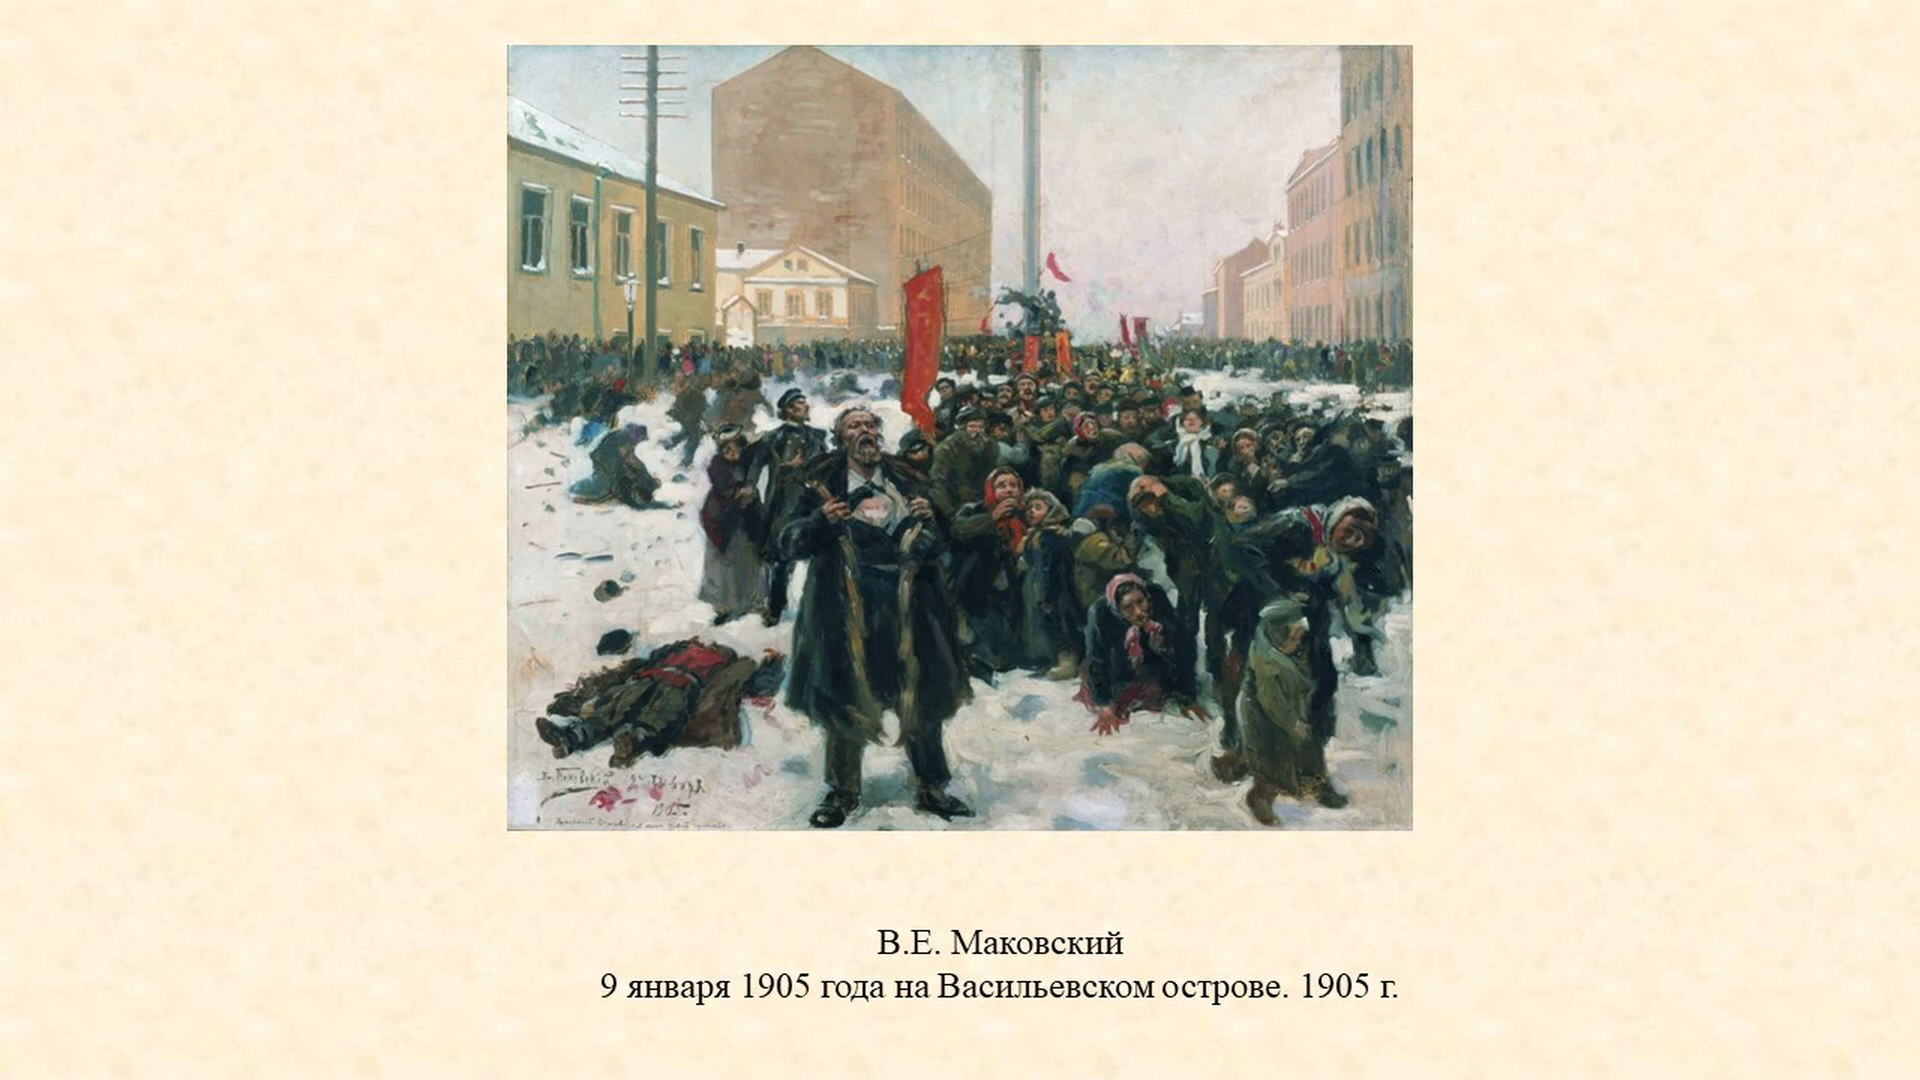 В.Е. Маковский
9 января 1905 года на Васильевском острове. 1905 г.